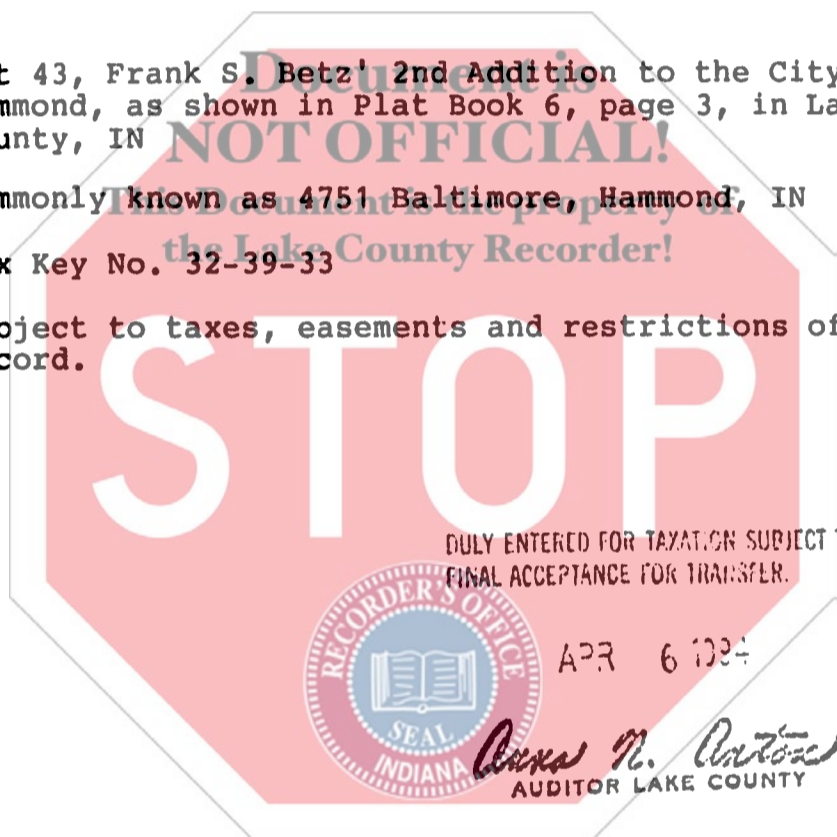 t 43, Frank S. Betz' 2nd Addition to the City
mmond, as shown in Plat Book 6, page 3, in La
unty, IN
mmonly known as 4751 Baltimore, Hammond, IN
x Key No. 32-39-33
bject to taxes, easements and restrictions of
cord.
Document is
NOT OFFICIAL!
This Document is the property of
the Lake County Recorder!
STOP
DULY ENTERED FOR TAXATION SUBJECT
FINAL ACCEPTANCE FOR TRANSFER.
APR 6
RECORDER'S OFFICE
SEAL
INDIANA
Anna N. Anton
AUDITOR LAKE COUNTY